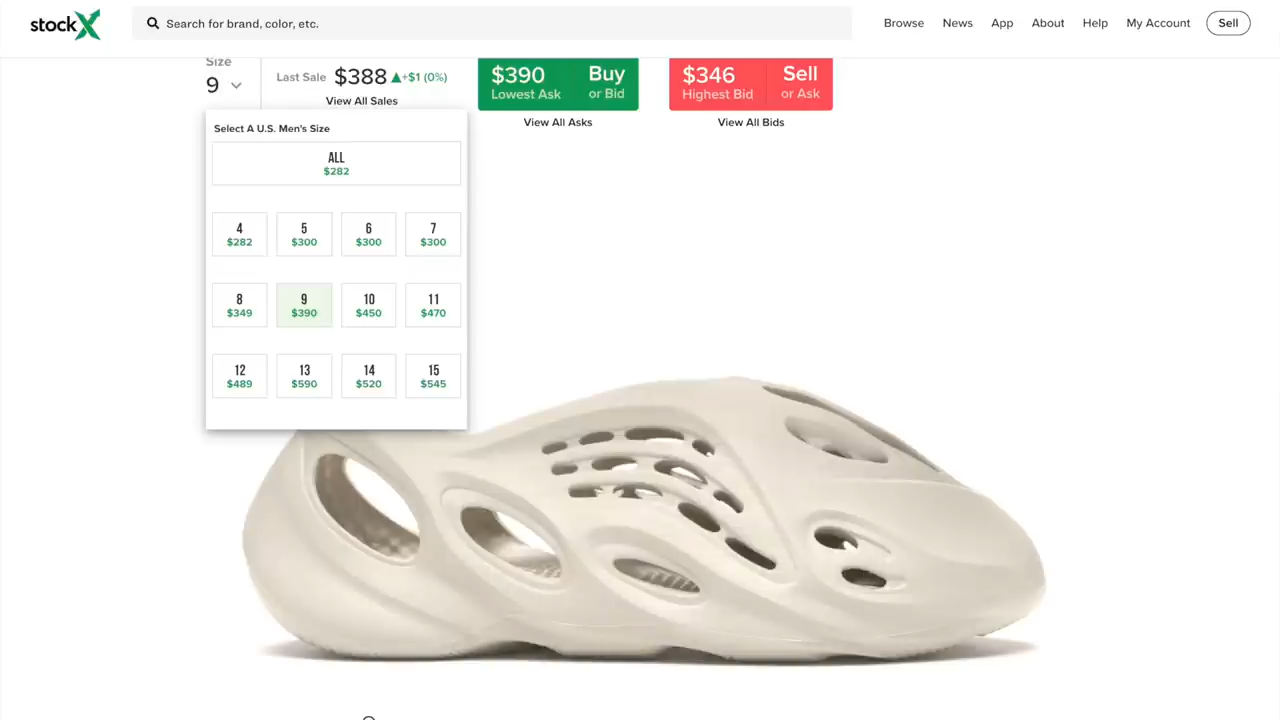 stockX
Search for brand, color, etc.
Browse News App About Help My Account Sell
Size
9
Last Sale $388 ▲+$1 (0%)
View All Sales
$390 Buy
Lowest Ask or Bid
View All Asks
$346 Sell
Highest Bid or Ask
View All Bids
Select A U.S. Men's Size
ALL
$282
4 5 6 7
$282 $300 $300 $300
8 9 10 11
$349 $390 $450 $470
12 13 14 15
$489 $590 $520 $545